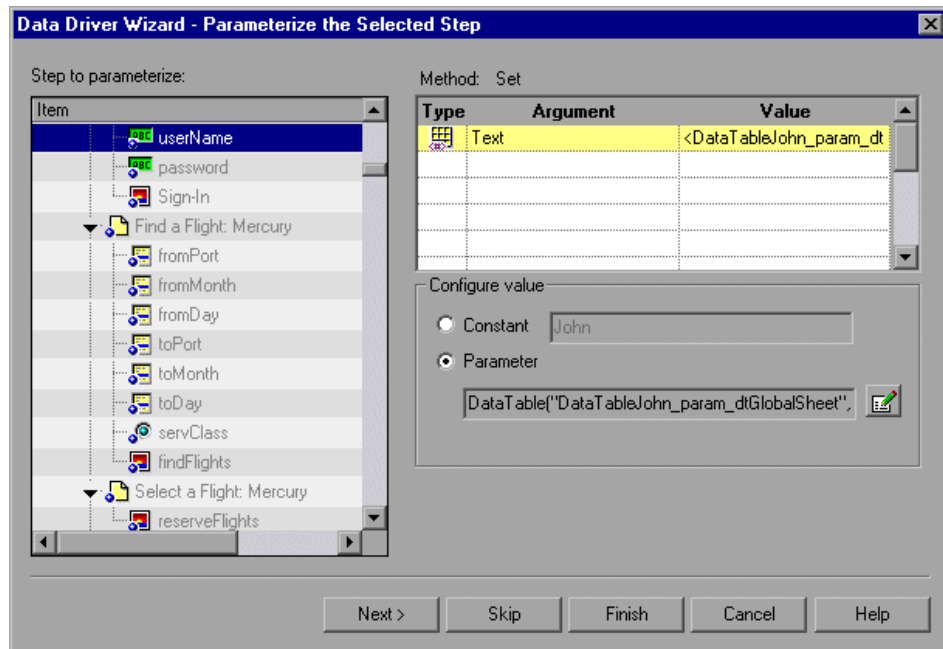 Data Driver Wizard - Parameterize the Selected Step
Step to parameterize:
Item
ABC userName
ABC password
Sign-In
Find a Flight: Mercury
fromPort
fromMonth
fromDay
toPort
toMonth
toDay
servClass
findFlights
Select a Flight: Mercury
reserveFlights
Method: Set
Type Argument Value
Text <DataTableJohn_param_dt
Configure value
Constant John
Parameter
DataTable("DataTableJohn_param_dtGlobalSheet",
Next > Skip Finish Cancel Help